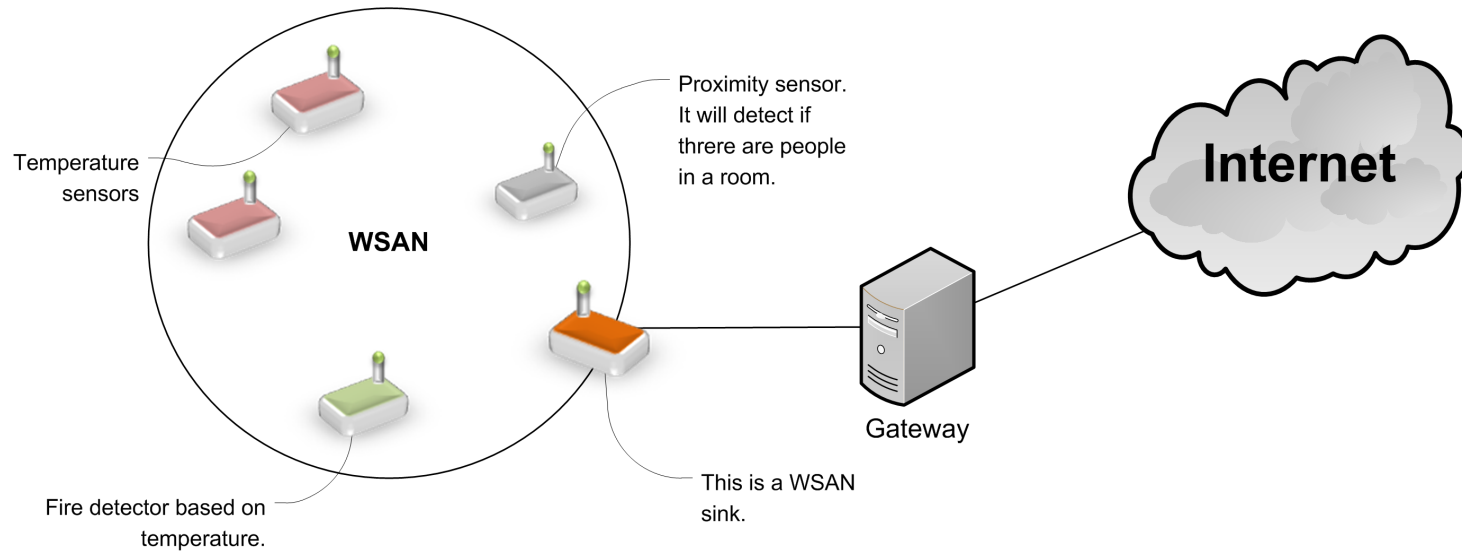 Temperature
sensors
WSAN
Proximity sensor.
It will detect if
threre are people
in a room.
Internet
Gateway
This is a WSAN
sink.
Fire detector based on
temperature.